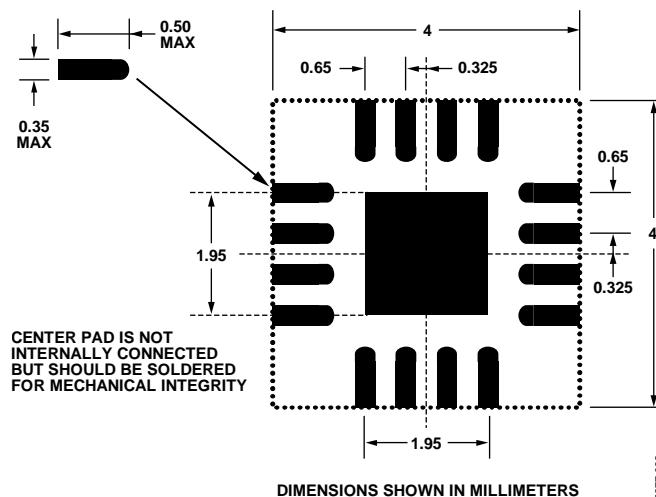 0.50
MAX
0.35
MAX
4
0.65
0.325
0.65
4
0.325
1.95
CENTER PAD IS NOT
INTERNALLY CONNECTED
BUT SHOULD BE SOLDERED
FOR MECHANICAL INTEGRITY
1.95
DIMENSIONS SHOWN IN MILLIMETERS